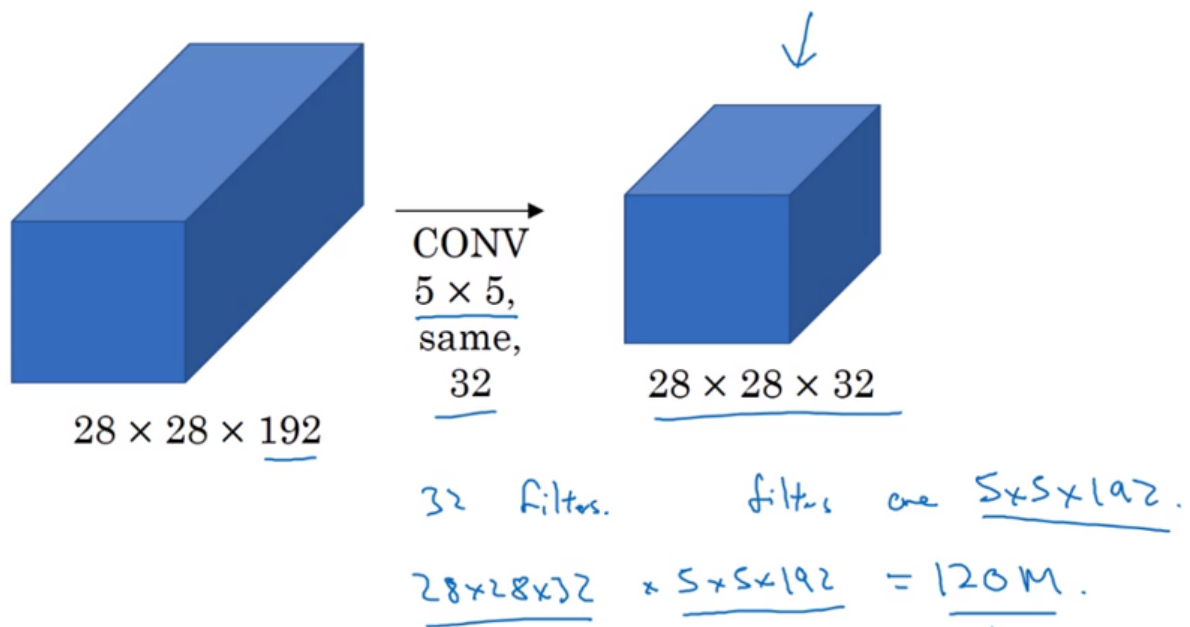 CONV
5 × 5,
same,
32
28 × 28 × 192
28 × 28 × 32
32 filters. filters are 5x5x192.
28x28x32 × 5x5x192 = 120M.